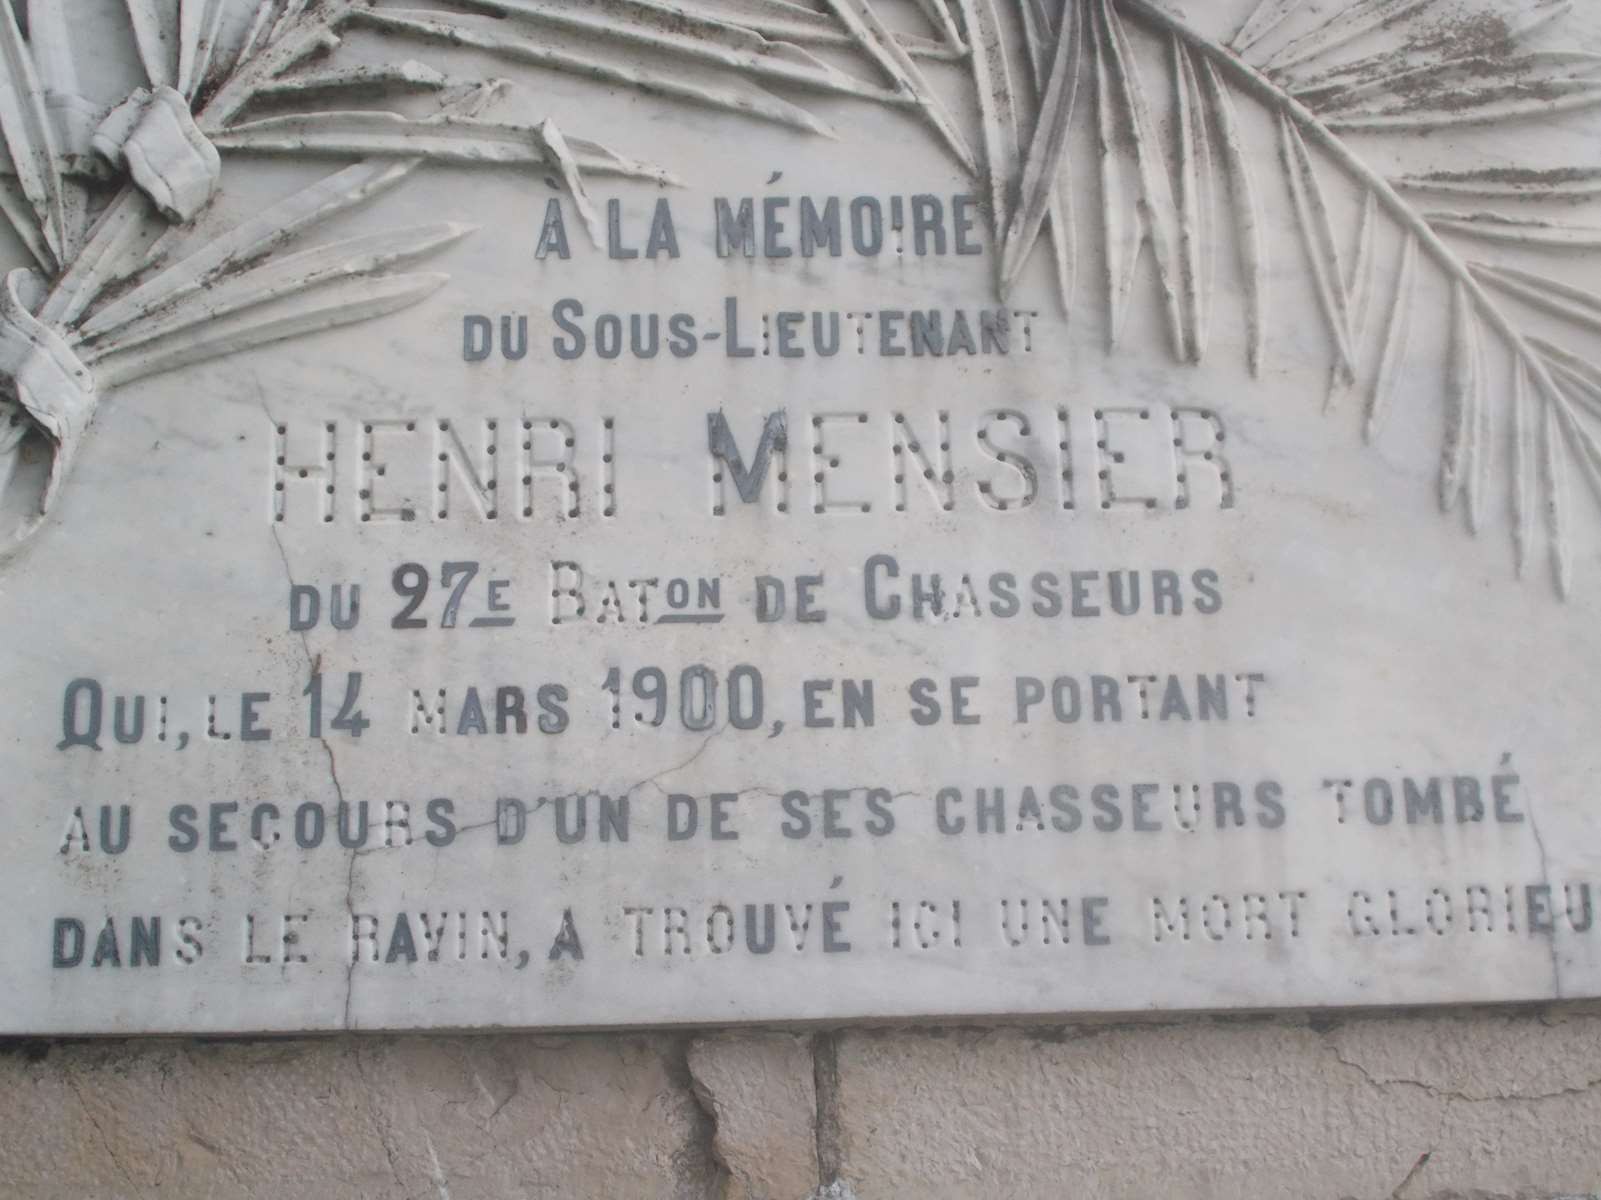 À LA MÉMOIRE
DU SOUS-LIEUTENANT
HENRI MENSIER
DU 27E BATON DE CHASSEURS
QUI, LE 14 MARS 1900, EN SE PORTANT
AU SECOURS D'UN DE SES CHASSEURS TOMBÉ
DANS LE RAVIN, A TROUVÉ ICI UNE MORT GLORIEU